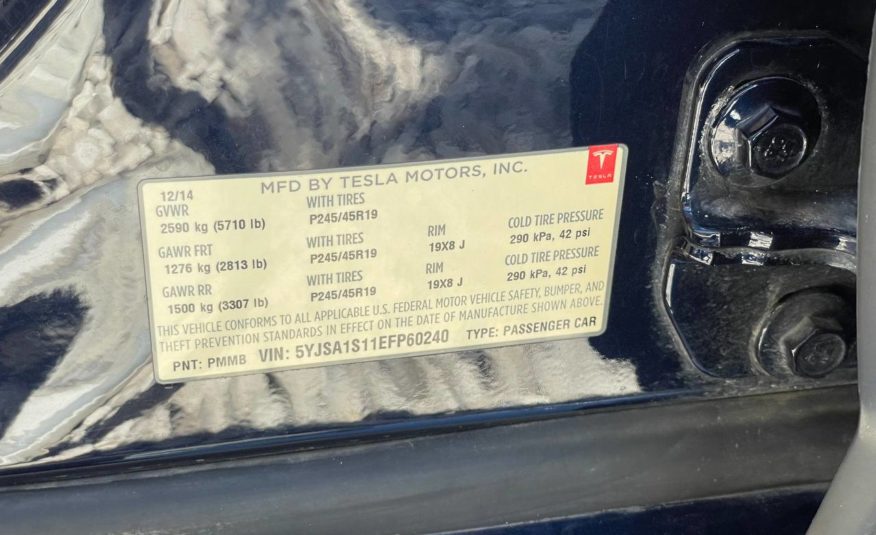 MFD BY TESLA MOTORS, INC.
TESLA
12/14
GVWR WITH TIRES
2590 kg (5710 lb) P245/45R19
GAWR FRT WITH TIRES RIM COLD TIRE PRESSURE
1276 kg (2813 lb) P245/45R19 19X8 J 290 kPa, 42 psi
GAWR RR WITH TIRES RIM COLD TIRE PRESSURE
1500 kg (3307 lb) P245/45R19 19X8 J 290 kPa, 42 psi
THIS VEHICLE CONFORMS TO ALL APPLICABLE U.S. FEDERAL MOTOR VEHICLE SAFETY, BUMPER, AND
THEFT PREVENTION STANDARDS IN EFFECT ON THE DATE OF MANUFACTURE SHOWN ABOVE.
PNT: PMMB VIN: 5YJSA1S11EFP60240 TYPE: PASSENGER CAR